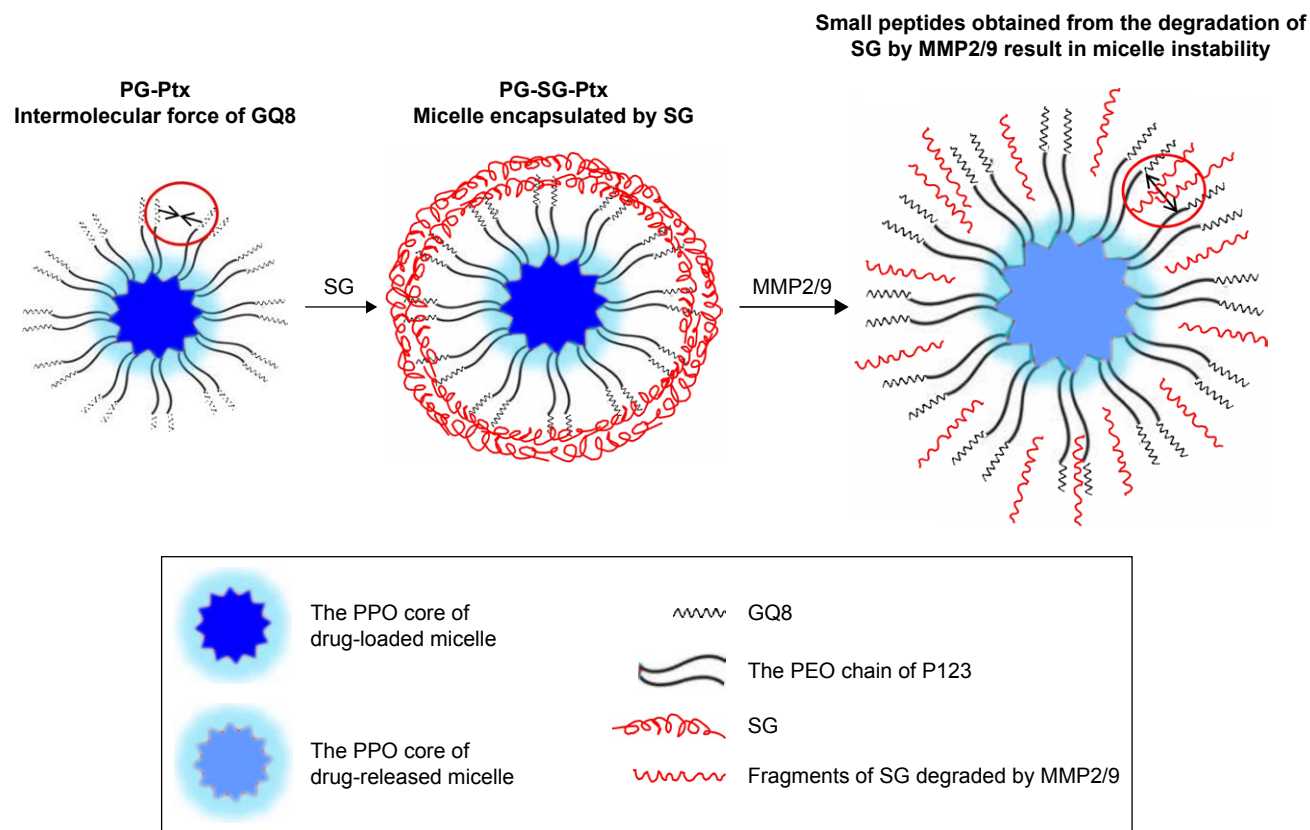 Small peptides obtained from the degradation of
SG by MMP2/9 result in micelle instability
PG-Ptx
Intermolecular force of GQ8
PG-SG-Ptx
Micelle encapsulated by SG
SG
MMP2/9
The PPO core of
drug-loaded micelle
The PPO core of
drug-released micelle
GQ8
The PEO chain of P123
SG
Fragments of SG degraded by MMP2/9